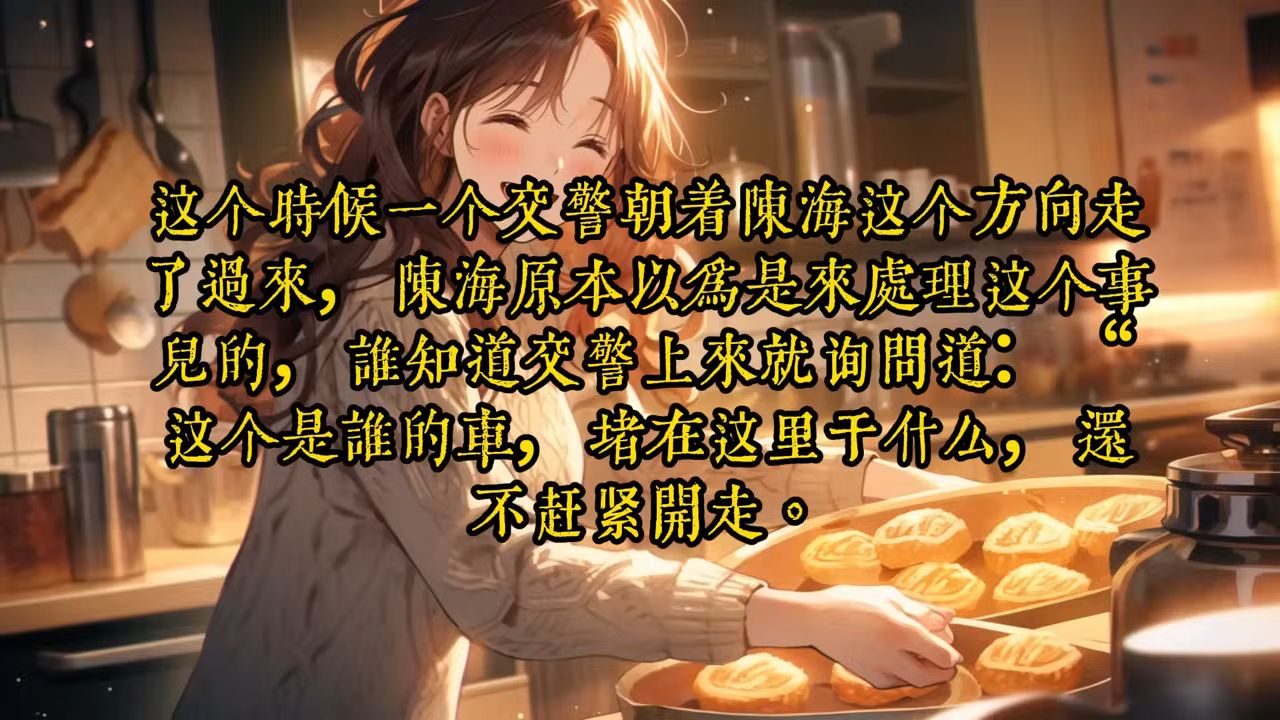 这个時候一个交警朝着陳海这个方向走
了過來， 陳海原本以爲是來處理这个事
兒的， 誰知道交警上來就询問道： “
这个是誰的車， 堵在这里干什么， 還
不赶紧開走。